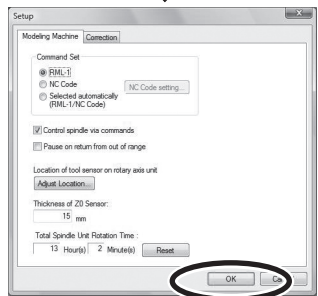 Setup
Modeling Machine Correction
Command Set
RML-1
NC Code
NC Code setting...
Selected automatically
(RML-1/NC Code)
Control spindle via commands
Pause on return from out of range
Location of tool sensor on rotary axis unit
Adjust Location...
Thickness of Z0 Sensor:
15 mm
Total Spindle Unit Rotation Time :
13 Hour(s) 2 Minute(s) Reset
OK